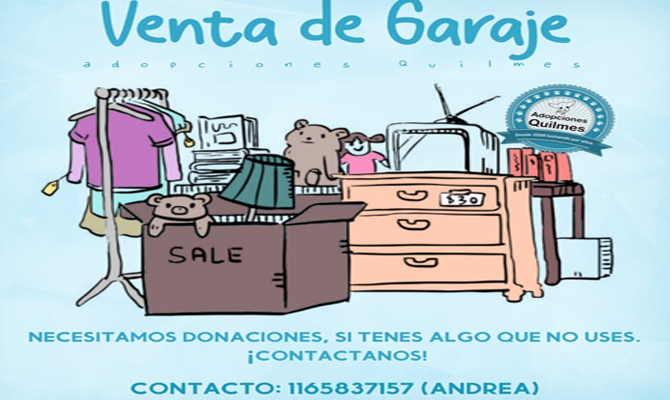 Venta de Garaje
adopciones Quilmes
Adopciones
Quilmes
SALE
$30
NECESITAMOS DONACIONES, SI TENES ALGO QUE NO USES.
¡CONTACTANOS!
CONTACTO: 1165837157 (ANDREA)